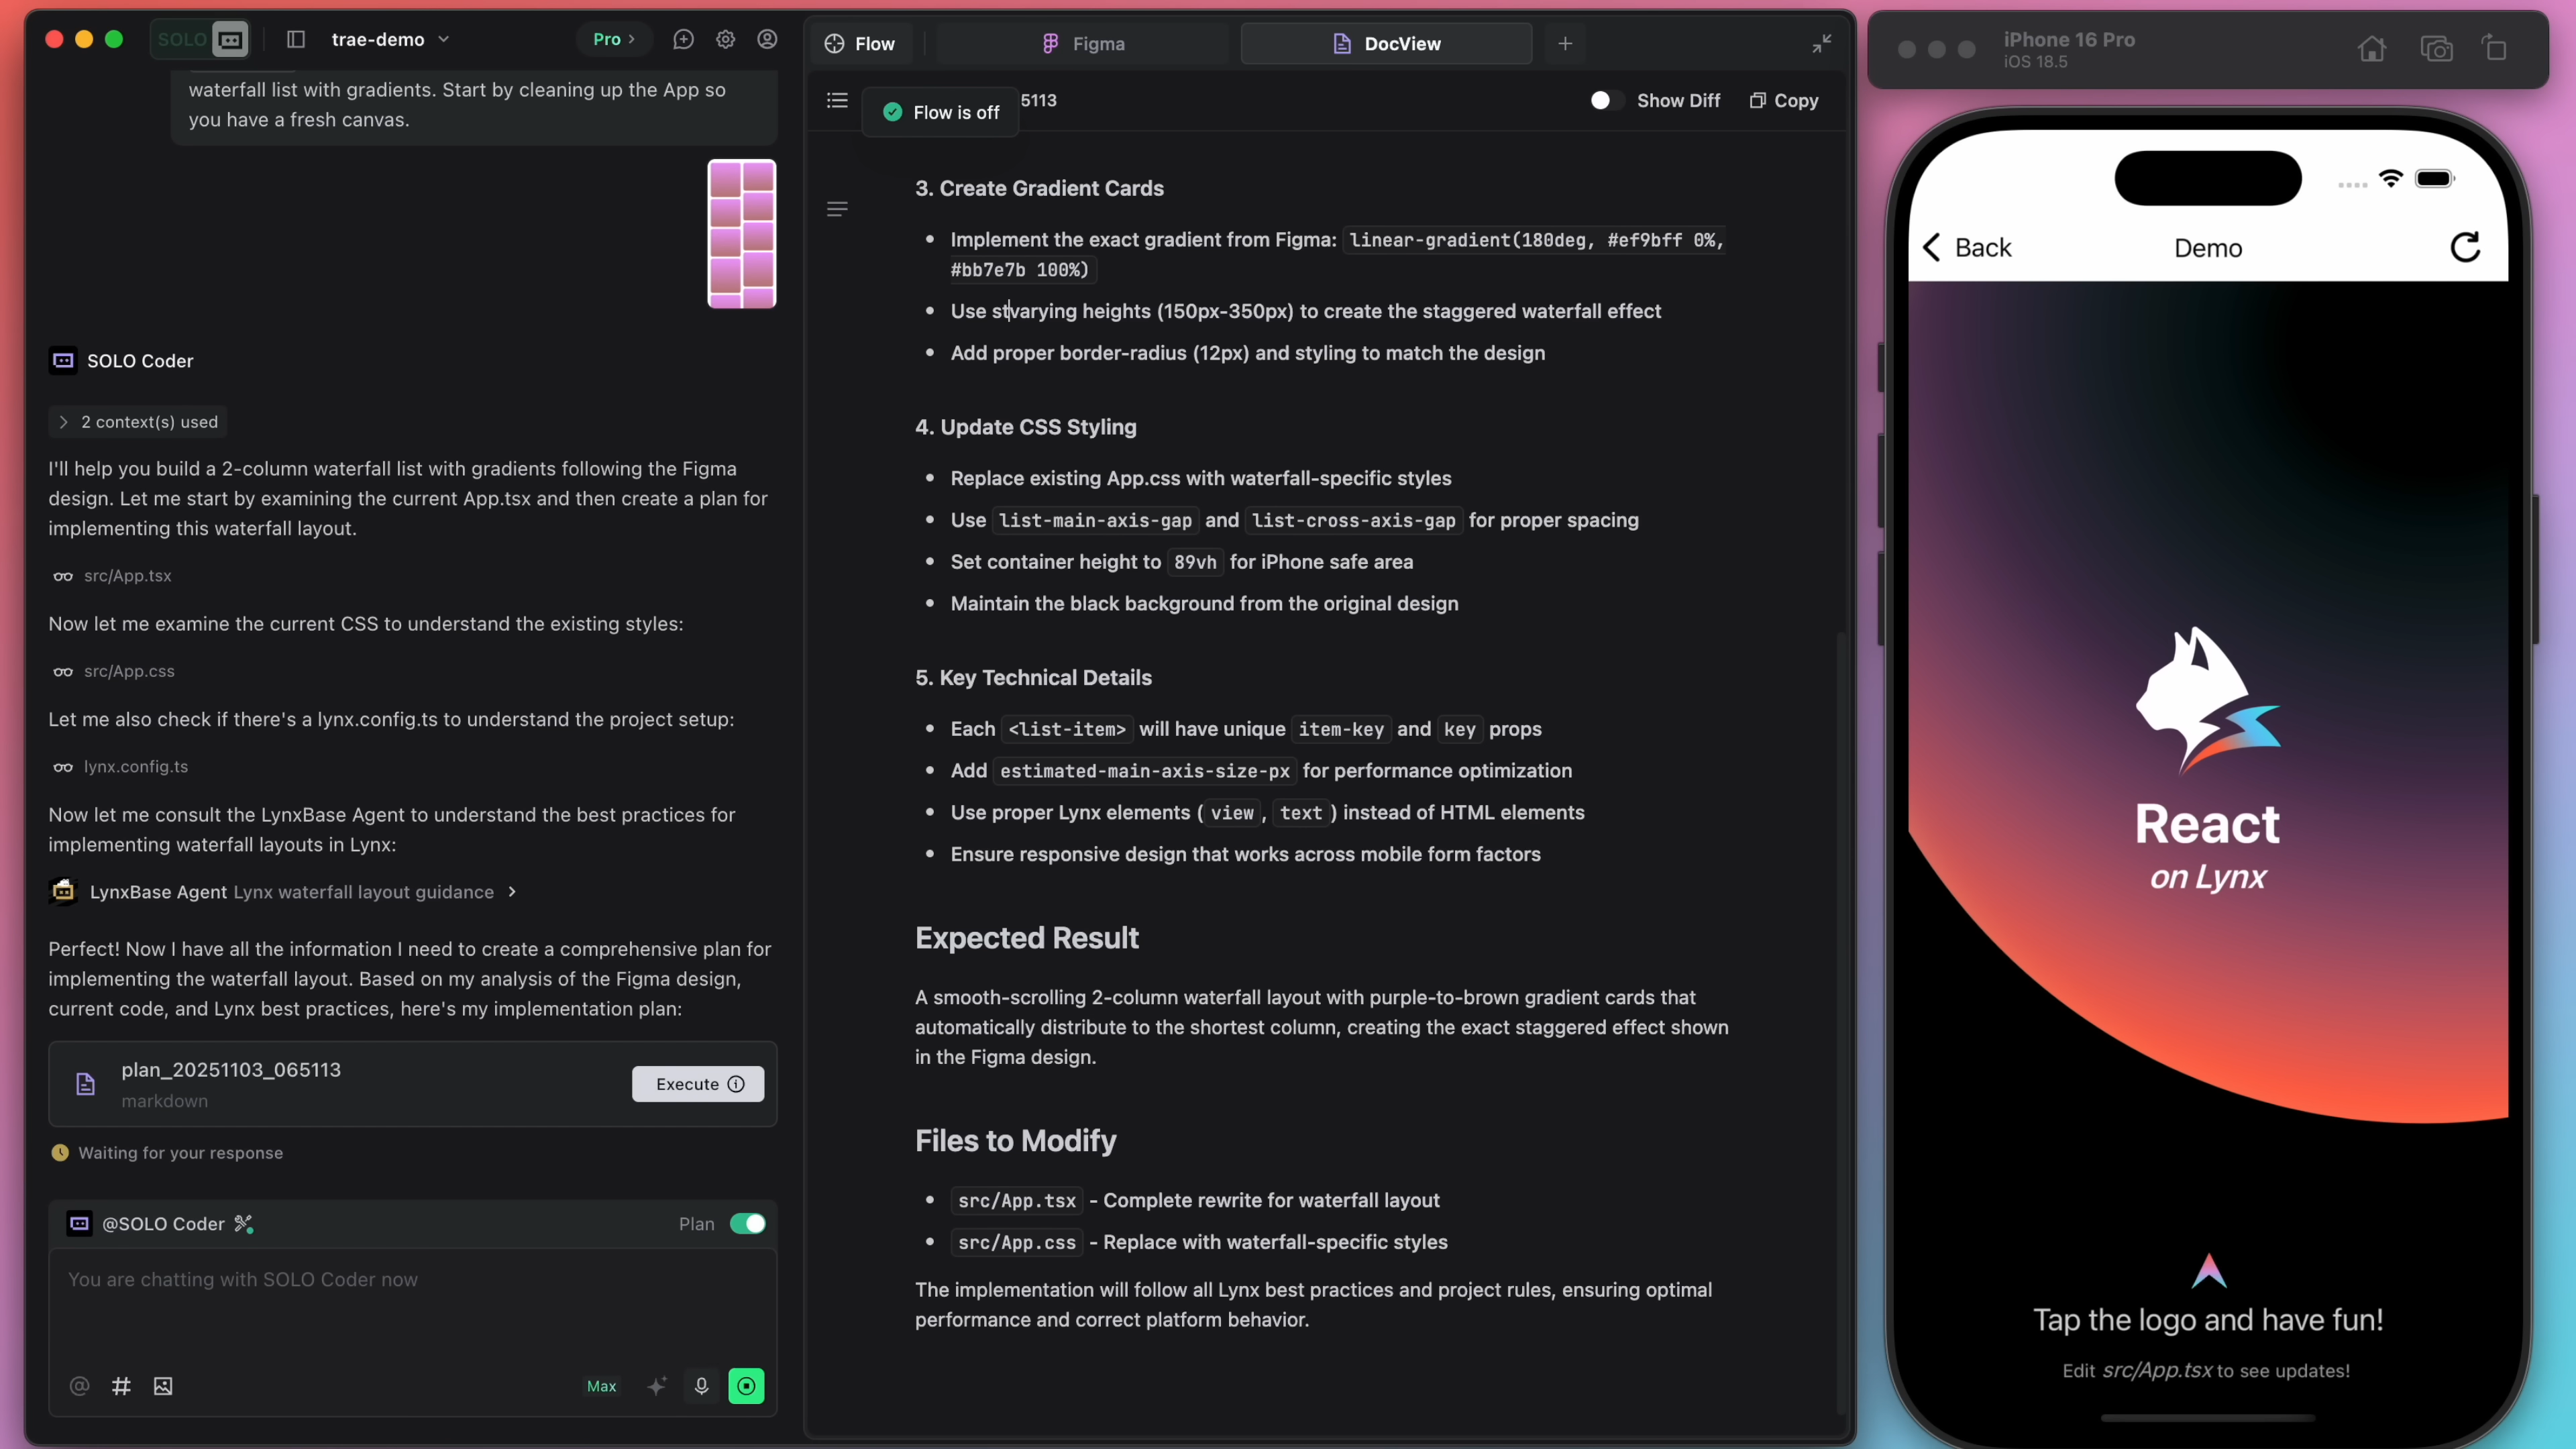 SOLO
trae-demo
Pro
waterfall list with gradients. Start by cleaning up the App so
you have a fresh canvas.
SOLO Coder
2 context(s) used
I'll help you build a 2-column waterfall list with gradients following the Figma
design. Let me start by examining the current App.tsx and then create a plan for
implementing this waterfall layout.
src/App.tsx
Now let me examine the current CSS to understand the existing styles:
src/App.css
Let me also check if there's a lynx.config.ts to understand the project setup:
lynx.config.ts
Now let me consult the LynxBase Agent to understand the best practices for
implementing waterfall layouts in Lynx:
LynxBase Agent Lynx waterfall layout guidance
Perfect! Now I have all the information I need to create a comprehensive plan for
implementing the waterfall layout. Based on my analysis of the Figma design,
current code, and Lynx best practices, here's my implementation plan:
plan_20251103_065113
markdown
Execute
Waiting for your response
@SOLO Coder
Plan
You are chatting with SOLO Coder now
Max
Flow
Figma
DocView
Flow is off
5113
Show Diff
Copy
3. Create Gradient Cards
• Implement the exact gradient from Figma: linear-gradient(180deg, #ef9bff 0%,
#bb7e7b 100%)
• Use stvarying heights (150px-350px) to create the staggered waterfall effect
• Add proper border-radius (12px) and styling to match the design
4. Update CSS Styling
• Replace existing App.css with waterfall-specific styles
• Use list-main-axis-gap and list-cross-axis-gap for proper spacing
• Set container height to 89vh for iPhone safe area
• Maintain the black background from the original design
5. Key Technical Details
• Each <list-item> will have unique item-key and key props
• Add estimated-main-axis-size-px for performance optimization
• Use proper Lynx elements ( view , text ) instead of HTML elements
• Ensure responsive design that works across mobile form factors
Expected Result
A smooth-scrolling 2-column waterfall layout with purple-to-brown gradient cards that
automatically distribute to the shortest column, creating the exact staggered effect shown
in the Figma design.
Files to Modify
• src/App.tsx - Complete rewrite for waterfall layout
• src/App.css - Replace with waterfall-specific styles
The implementation will follow all Lynx best practices and project rules, ensuring optimal
performance and correct platform behavior.
iPhone 16 Pro
iOS 18.5
Back
Demo
React
on Lynx
Tap the logo and have fun!
Edit src/App.tsx to see updates!